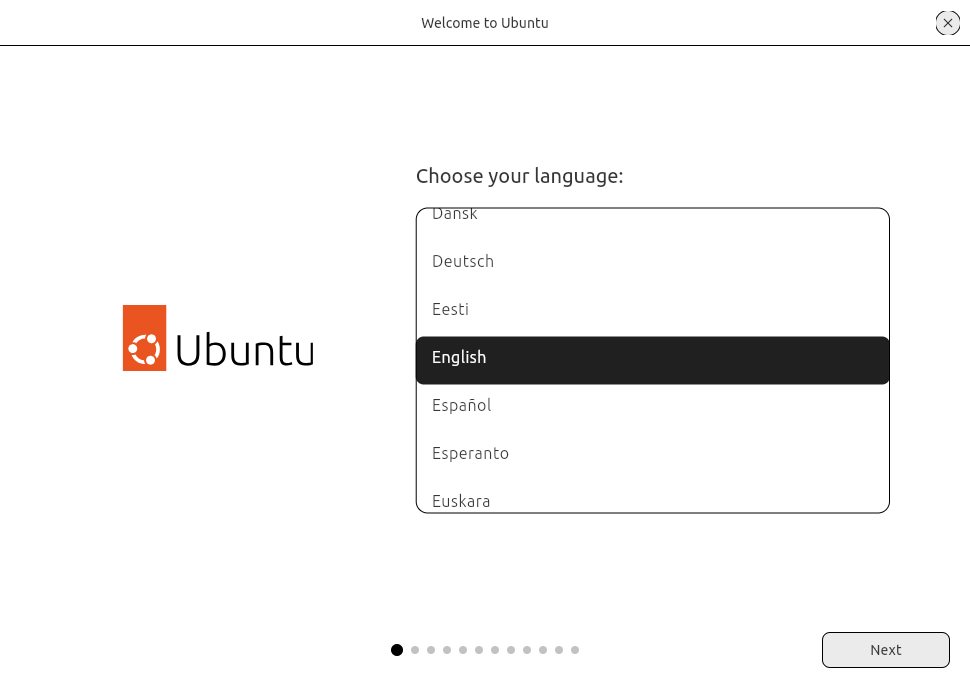 Welcome to Ubuntu
Choose your language:
Dansk
Deutsch
Eesti
English
Español
Esperanto
Euskara
Ubuntu
Next